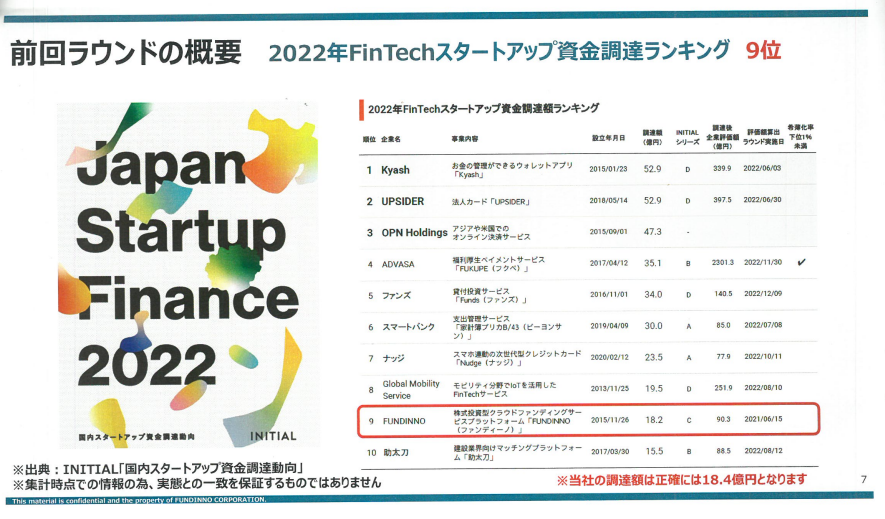 前回ラウンドの概要 2022年FinTechスタートアップ資金調達ランキング 9位
Japan
Startup
Finance
2022
国内スタートアップ資金調達動向 INITIAL
2022年FinTechスタートアップ資金調達額ランキング
順位 企業名 事業内容 設立年月日 調達額(億円) INITIALシリーズ 調達後企業評価額(億円) 評価額算出ラウンド実施日 希薄化率下位1%未満
1 Kyash お金の管理ができるウォレットアプリ「Kyash」 2015/01/23 52.9 D 339.9 2022/06/03
2 UPSIDER 法人カード「UPSIDER」 2018/05/14 52.9 D 397.5 2022/06/30
3 OPN Holdings アジアや米国でのオンライン決済サービス 2015/09/01 47.3 -
4 ADVASA 福利厚生ペイメントサービス「FUKUPE(フクペ)」 2017/04/12 35.1 B 2301.3 2022/11/30 ✔
5 ファンズ 貸付投資サービス「Funds(ファンズ)」 2016/11/01 34.0 D 140.5 2022/12/09
6 スマートバンク 支出管理サービス「家計簿プリカB/43(ビーヨンサン)」 2019/04/09 30.0 A 85.0 2022/07/08
7 ナッジ スマホ連動の次世代型クレジットカード「Nudge(ナッジ)」 2020/02/12 23.5 A 77.9 2022/10/11
8 Global Mobility Service モビリティ分野でIoTを活用したFinTechサービス 2013/11/25 19.5 D 251.9 2022/08/10
9 FUNDINNO 株式投資型クラウドファンディングサービスプラットフォーム「FUNDINNO(ファンディーノ)」 2015/11/26 18.2 C 90.3 2021/06/15
10 助太刀 建設業界向けマッチングプラットフォーム「助太刀」 2017/03/30 15.5 B 88.5 2022/08/12
※出典:INITIAL「国内スタートアップ資金調達動向」
※集計時点での情報の為、実態との一致を保証するものではありません
※当社の調達額は正確には18.4億円となります
7
This material is confidential and the property of FUNDINNO CORPORATION.